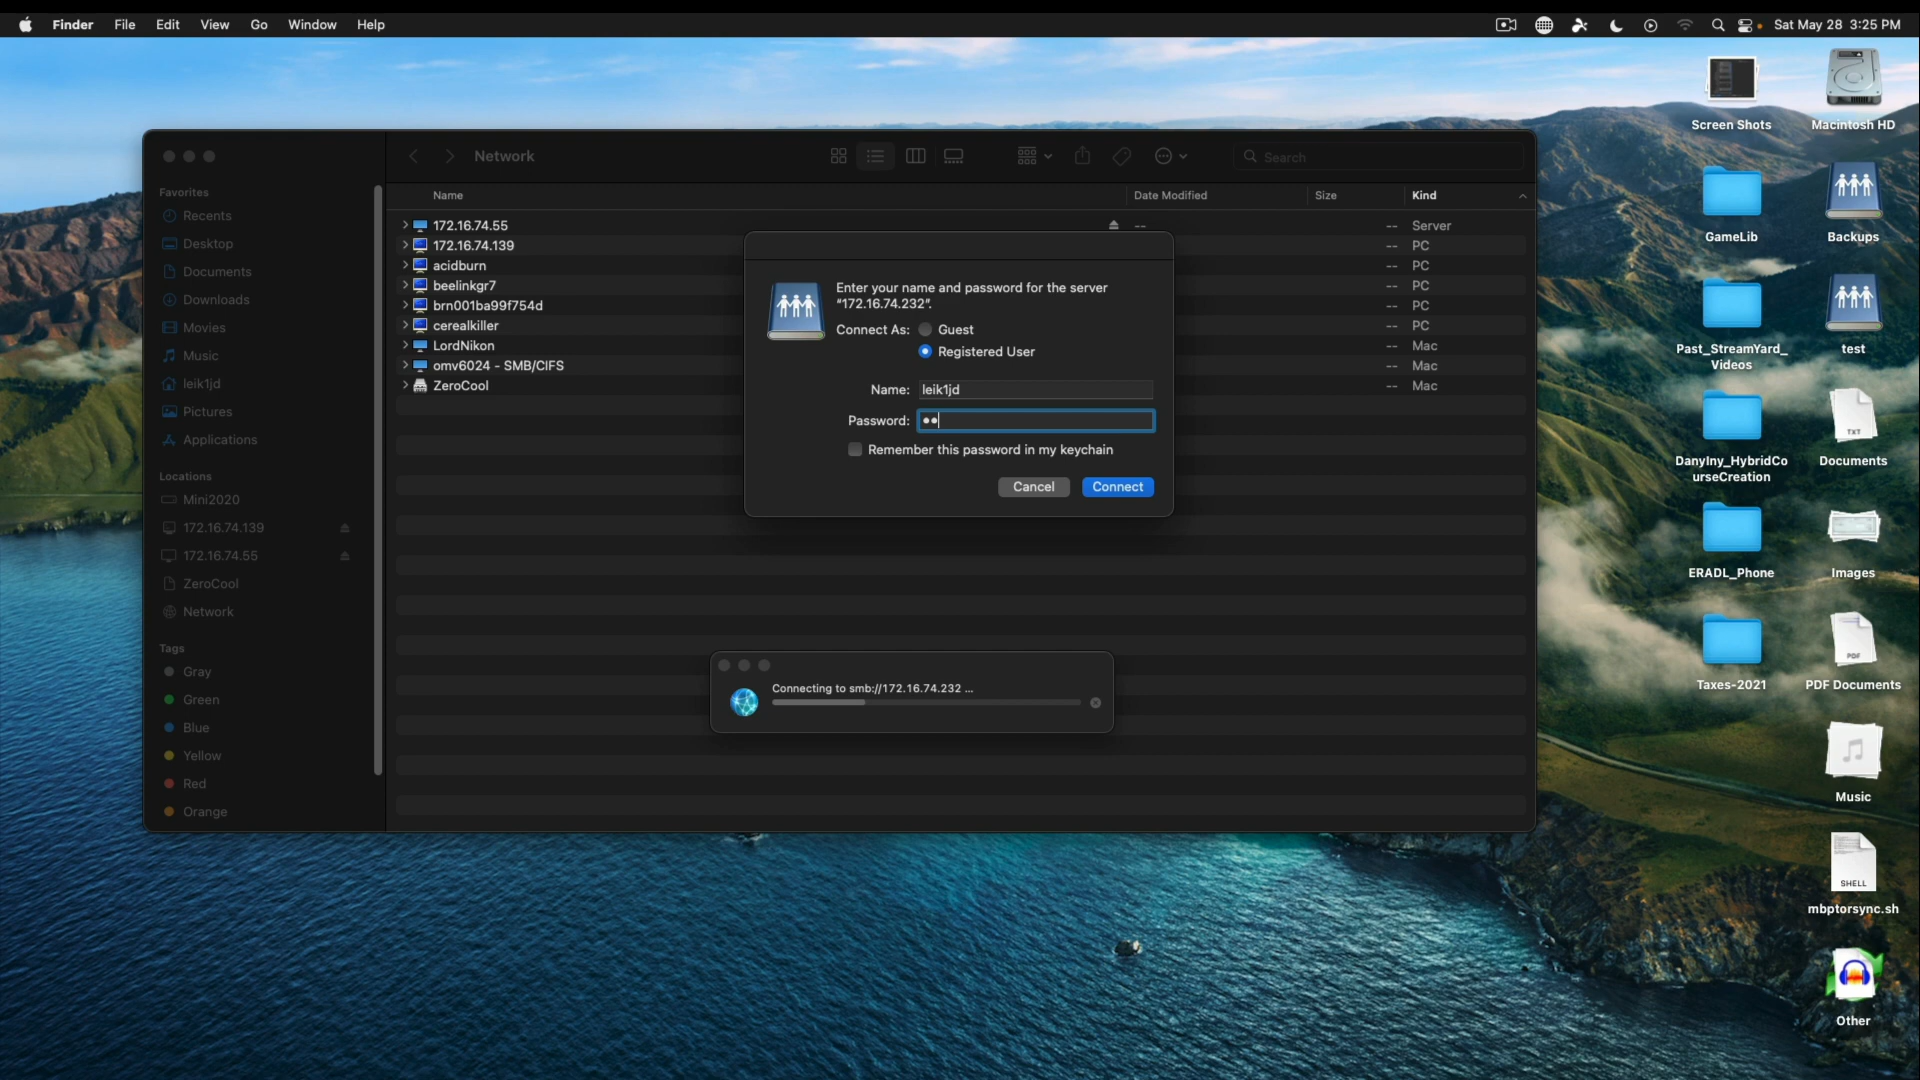 Finder File Edit View Go Window Help
Sat May 28 3:25 PM
Network
Search
Favorites
Recents
Desktop
Documents
Downloads
Movies
Music
leik1jd
Pictures
Applications
Locations
Mini2020
172.16.74.139
172.16.74.55
ZeroCool
Network
Tags
Gray
Green
Blue
Yellow
Red
Orange
Name Date Modified Size Kind
172.16.74.55 -- -- Server
172.16.74.139 -- PC
acidburn -- PC
beelinkgr7 -- PC
brn001ba99f754d -- PC
cerealkiller -- PC
LordNikon -- Mac
omv6024 - SMB/CIFS -- Mac
ZeroCool -- Mac
Enter your name and password for the server
“172.16.74.232”.
Connect As: Guest
Registered User
Name: leik1jd
Password: ••
Remember this password in my keychain
Cancel Connect
Connecting to smb://172.16.74.232 ...
Screen Shots
Macintosh HD
GameLib
Backups
Past_StreamYard_
Videos
test
DanyIny_HybridCo
urseCreation
TXT
Documents
ERADL_Phone
Images
Taxes-2021
PDF
PDF Documents
Music
SHELL
mbptorsync.sh
Other